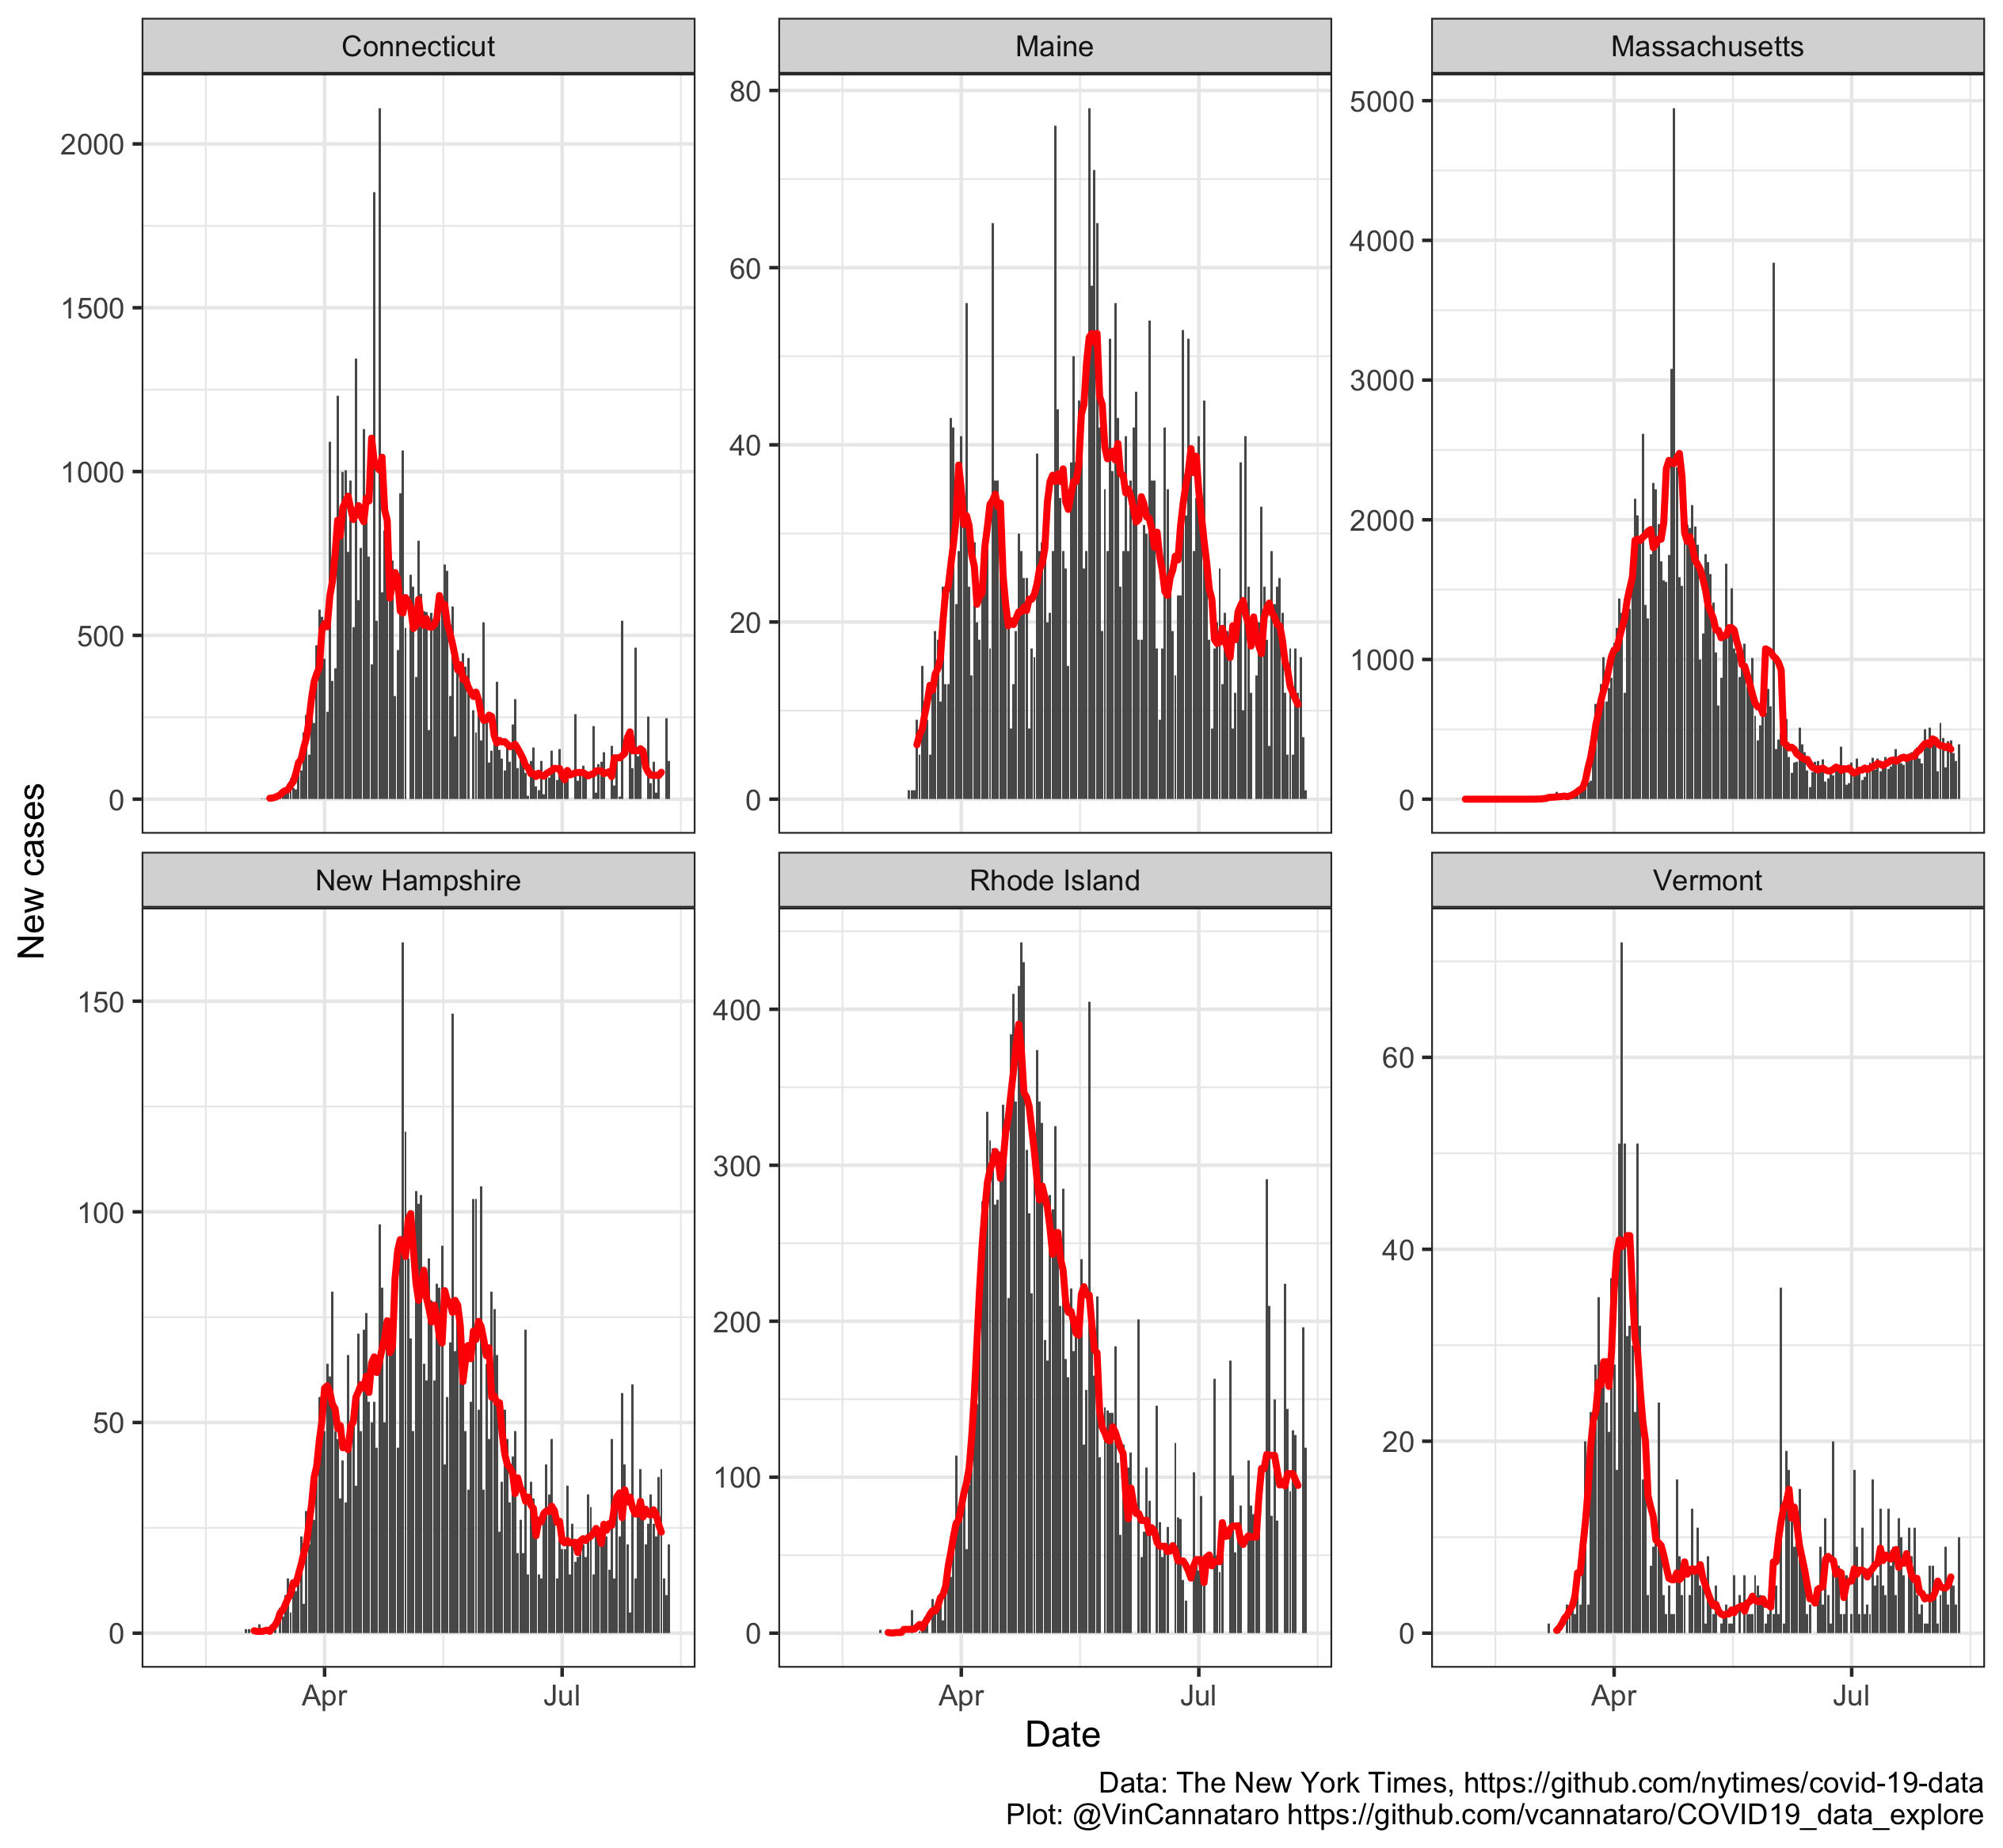 Connecticut
Maine
Massachusetts
2000
1500
1000
500
0
80
60
40
20
0
5000
4000
3000
2000
1000
0
New cases
New Hampshire
Rhode Island
Vermont
150
100
50
0
400
300
200
100
0
60
40
20
0
Apr Jul
Apr Jul
Apr Jul
Date
Data: The New York Times, https://github.com/nytimes/covid-19-data
Plot: @VinCannataro https://github.com/vcannataro/COVID19_data_explore